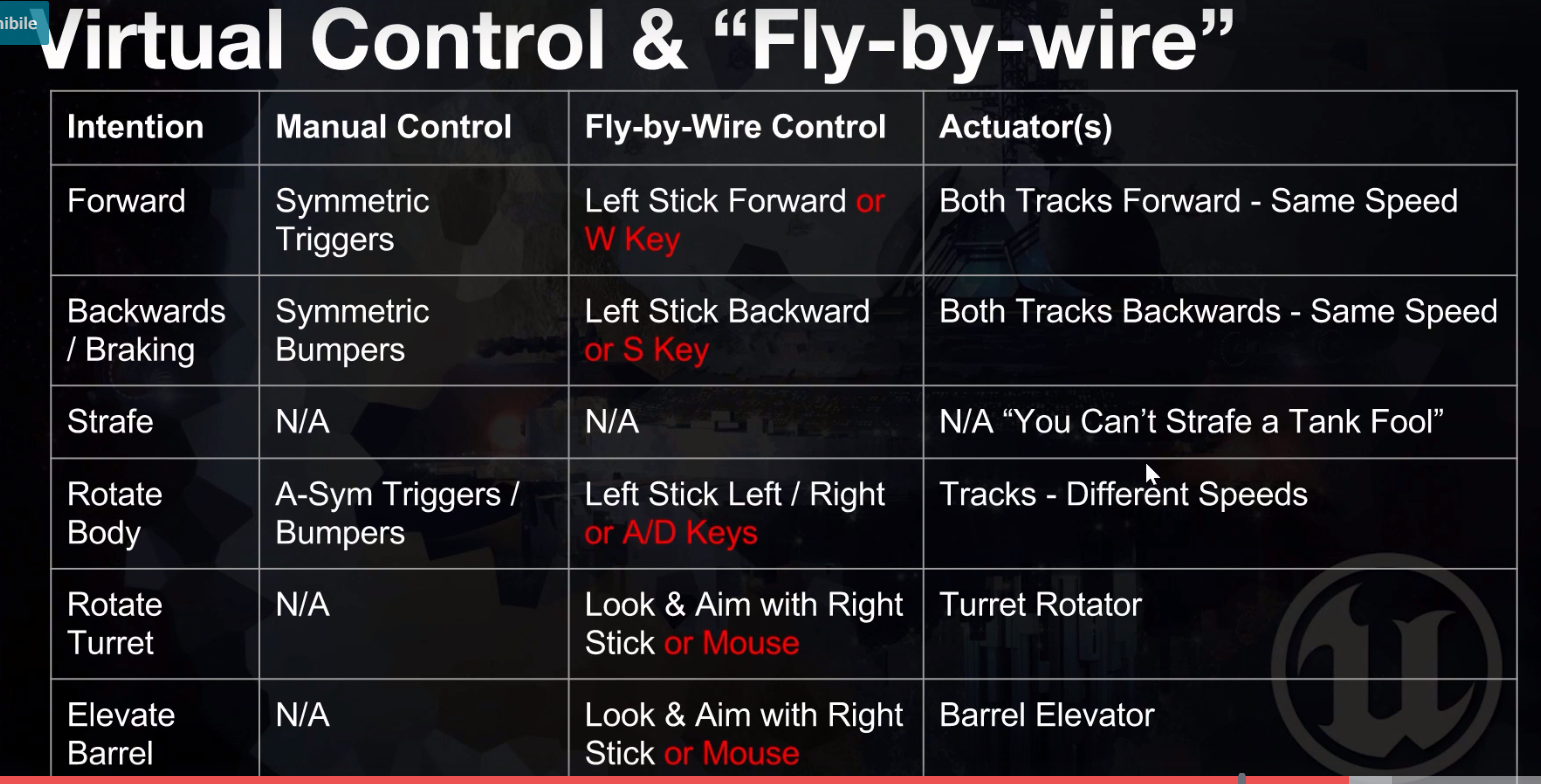 nibile
Virtual Control & “Fly-by-wire”
Intention
Manual Control
Fly-by-Wire Control
Actuator(s)
Forward
Symmetric
Triggers
Left Stick Forward or
W Key
Both Tracks Forward - Same Speed
Backwards
/ Braking
Symmetric
Bumpers
Left Stick Backward
or S Key
Both Tracks Backwards - Same Speed
Strafe
N/A
N/A
N/A “You Can’t Strafe a Tank Fool”
Rotate
Body
A-Sym Triggers /
Bumpers
Left Stick Left / Right
or A/D Keys
Tracks - Different Speeds
Rotate
Turret
N/A
Look & Aim with Right
Stick or Mouse
Turret Rotator
Elevate
Barrel
N/A
Look & Aim with Right
Stick or Mouse
Barrel Elevator